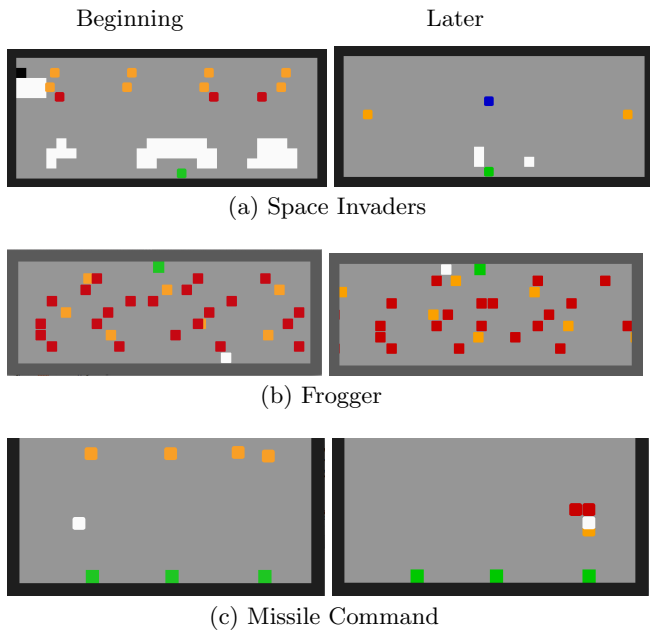 Beginning
Later
(a) Space Invaders
(b) Frogger
(c) Missile Command